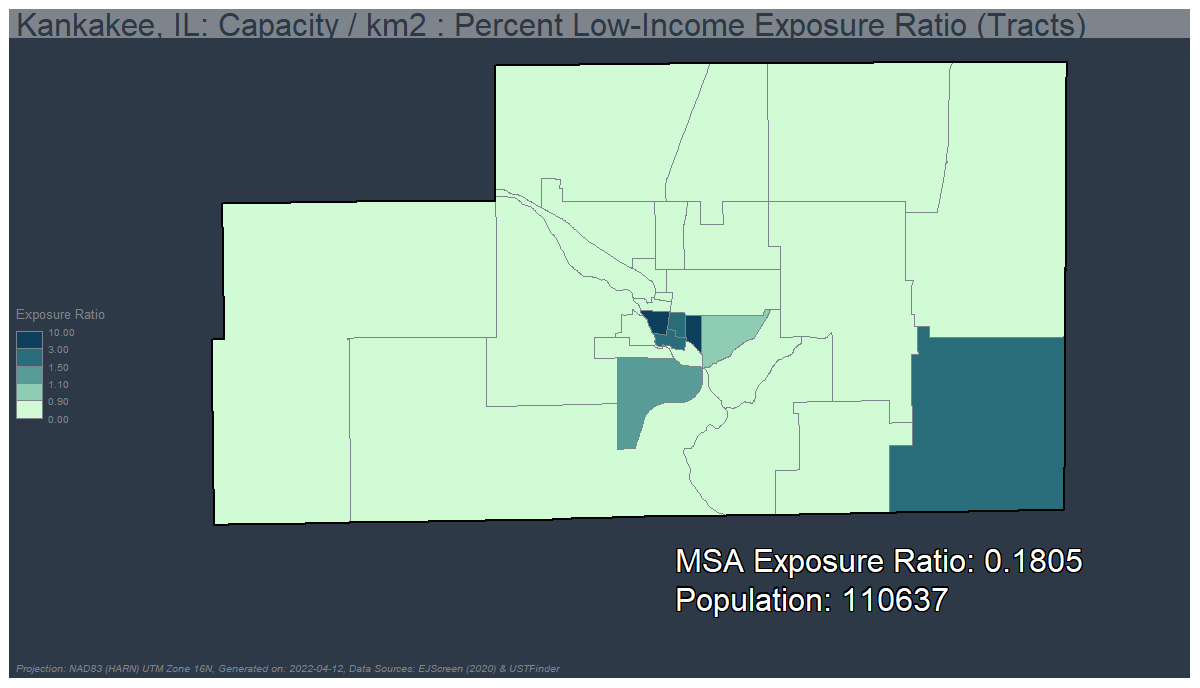 Kankakee, IL: Capacity / km2 : Percent Low-Income Exposure Ratio (Tracts)
Exposure Ratio
10.00
3.00
1.50
1.10
0.90
0.00
MSA Exposure Ratio: 0.1805
Population: 110637
Projection: NAD83 (HARN) UTM Zone 16N, Generated on: 2022-04-12, Data Sources: EJScreen (2020) & USTFinder